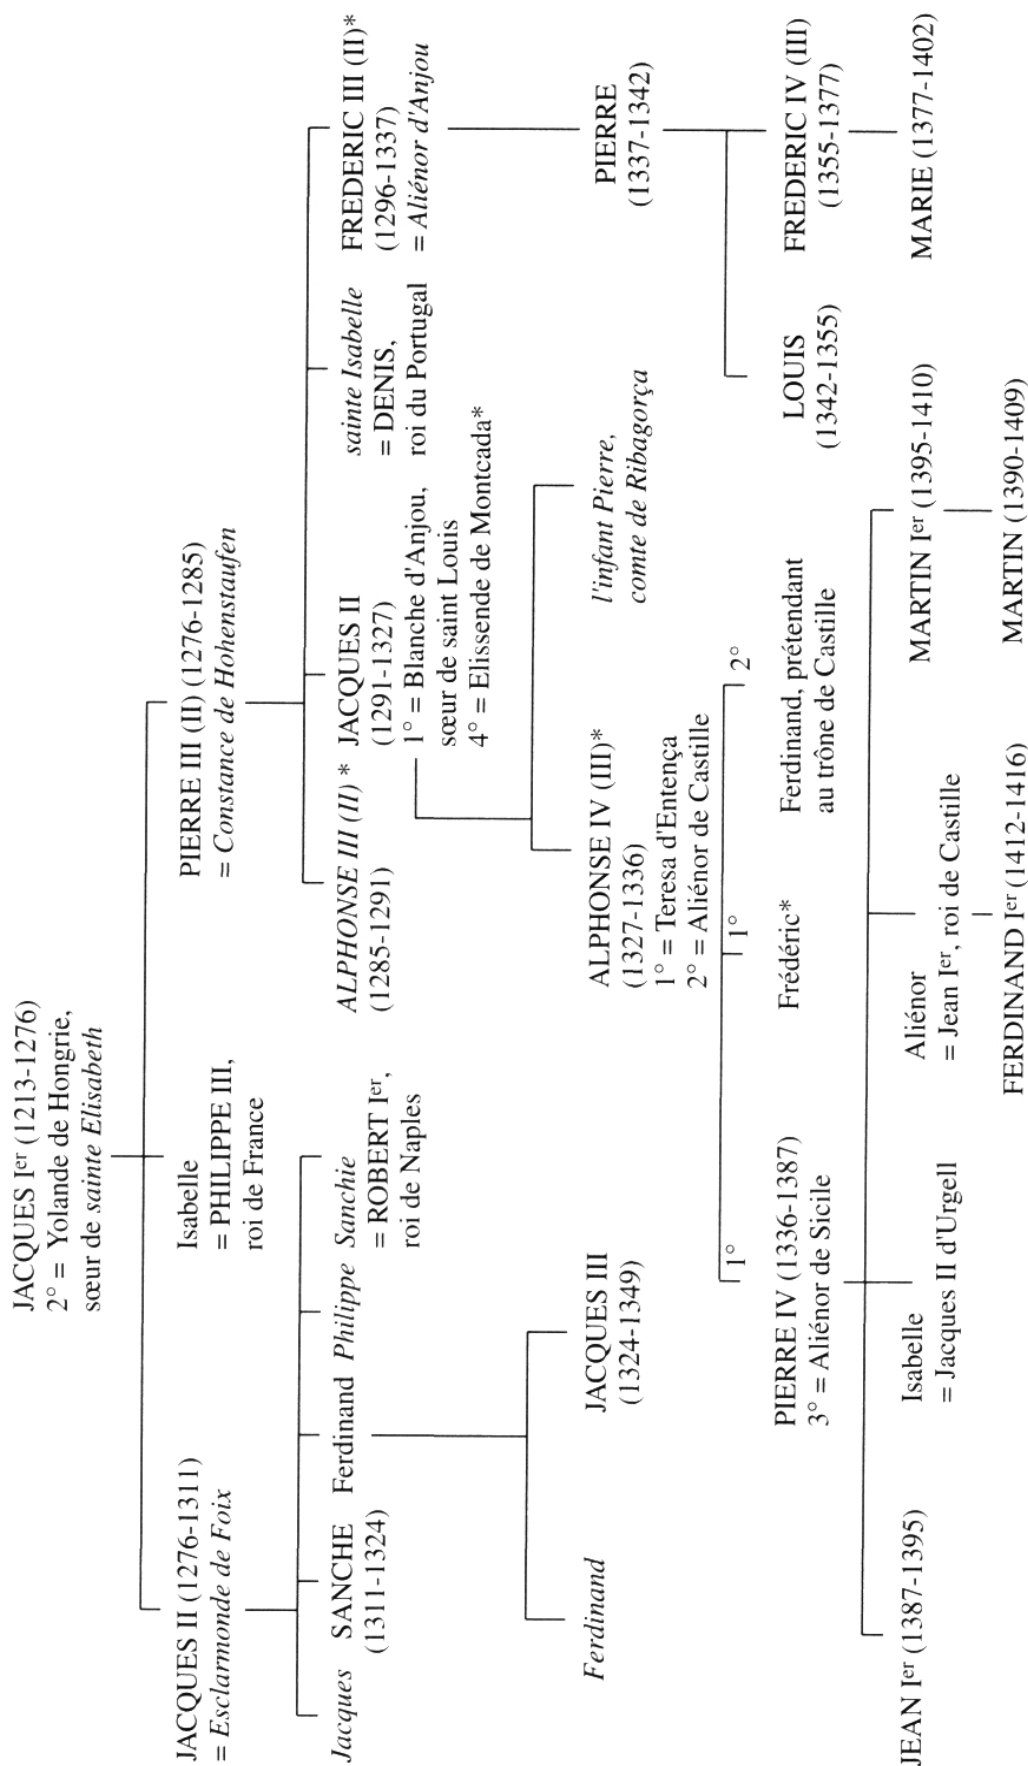 JACQUES Ier (1213-1276)
2° = Yolande de Hongrie,
sœur de sainte Elisabeth
JACQUES II (1276-1311)
= Esclarmonde de Foix
Isabelle
= PHILIPPE III,
roi de France
PIERRE III (II) (1276-1285)
= Constance de Hohenstaufen
Jacques
SANCHE
(1311-1324)
Ferdinand
Philippe
Sanchie
= ROBERT Ier,
roi de Naples
ALPHONSE III (II) *
(1285-1291)
JACQUES II
(1291-1327)
1° = Blanche d'Anjou,
sœur de saint Louis
4° = Elissende de Montcada*
sainte Isabelle
= DENIS,
roi du Portugal
FREDERIC III (II)*
(1296-1337)
= Aliénor d'Anjou
Ferdinand
JACQUES III
(1324-1349)
ALPHONSE IV (III)*
(1327-1336)
1° = Teresa d'Entença
2° = Aliénor de Castille
l'infant Pierre,
comte de Ribagorça
PIERRE
(1337-1342)
1°
1°
2°
PIERRE IV (1336-1387)
3° = Aliénor de Sicile
Frédéric*
Ferdinand, prétendant
au trône de Castille
LOUIS
(1342-1355)
FREDERIC IV (III)
(1355-1377)
JEAN Ier (1387-1395)
Isabelle
= Jacques II d'Urgell
Aliénor
= Jean Ier, roi de Castille
MARTIN Ier (1395-1410)
MARIE (1377-1402)
FERDINAND Ier (1412-1416)
MARTIN (1390-1409)